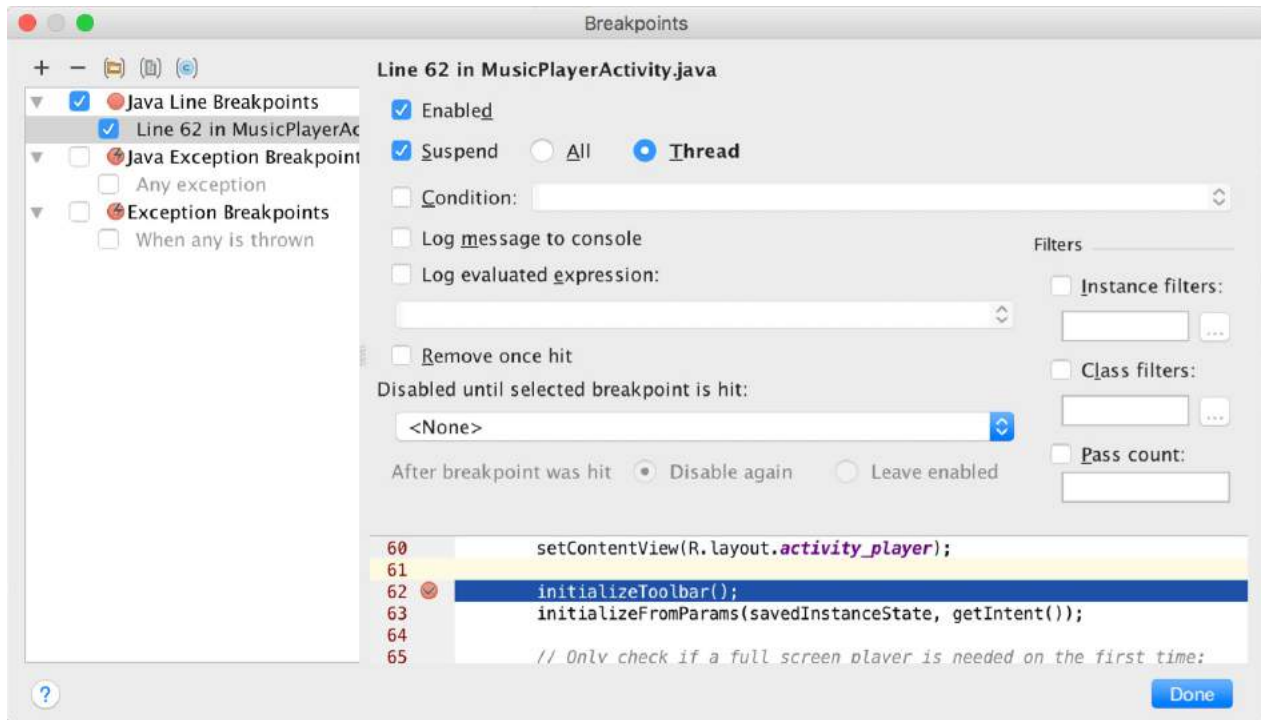 Breakpoints
Line 62 in MusicPlayerActivity.java
Java Line Breakpoints
Line 62 in MusicPlayerAc
Java Exception Breakpoint
Any exception
Exception Breakpoints
When any is thrown
Enabled
Suspend All Thread
Condition:
Log message to console
Log evaluated expression:
Remove once hit
Disabled until selected breakpoint is hit:
<None>
After breakpoint was hit Disable again Leave enabled
Filters
Instance filters:
...
Class filters:
...
Pass count:
60 setContentView(R.layout.activity_player);
61
62 initializeToolbar();
63 initializeFromParams(savedInstanceState, getIntent());
64
65 // Only check if a full screen player is needed on the first time:
?
Done